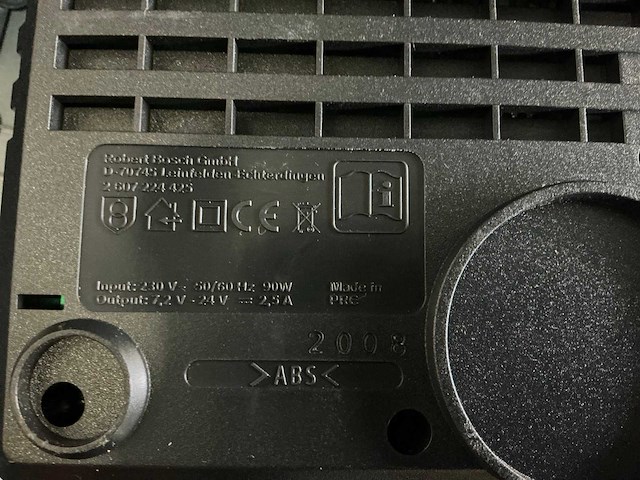 Robert Bosch GmbH
D-70745 Leinfelden-Echterdingen
2 607 224 425
CE
Input: 230 V ~ 50/60 Hz 90W
Output: 7,2 V - 24 V ⎓ 2,5 A
Made in
PRC
2008
>ABS<